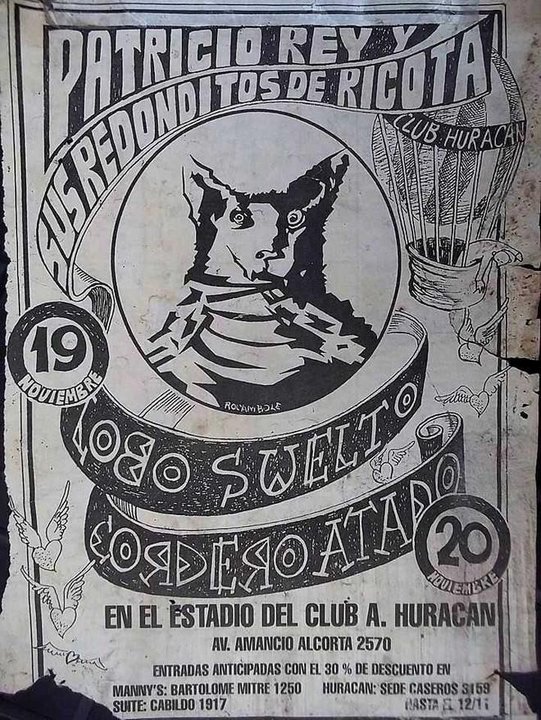 PATRICIO REY Y
SUS REDONDITOS DE RICOTA
CLUB HURACAN
19
NOVIEMBRE
ROCAMBOLE
LOBO SUELTO
CORDERO ATADO
20
NOVIEMBRE
EN EL ESTADIO DEL CLUB A. HURACAN
AV. AMANCIO ALCORTA 2570
ENTRADAS ANTICIPADAS CON EL 30 % DE DESCUENTO EN
MANNY'S: BARTOLOME MITRE 1250 HURACAN: SEDE CASEROS 3159
SUITE: CABILDO 1917 HASTA EL 12/11